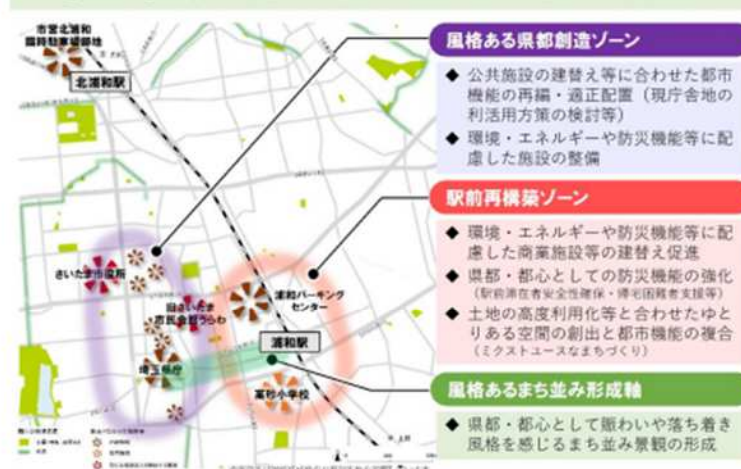 市営北浦和
臨時駐車場跡地
北浦和駅
さいたま市役所
旧さいたま
市民会館うらわ
浦和パーキング
センター
浦和駅
埼玉県庁
高砂小学校
風格ある県都創造ゾーン
◆ 公共施設の建替え等に合わせた都市
機能の再編・適正配置（現庁舎地の
利活用方策の検討等）
◆ 環境・エネルギーや防災機能等に配
慮した施設の整備
駅前再構築ゾーン
◆ 環境・エネルギーや防災機能等に配
慮した商業施設等の建替え促進
◆ 県都・都心としての防災機能の強化
（駅前滞在者安全性確保・帰宅困難者支援等）
◆ 土地の高度利用化等と合わせたゆと
りある空間の創出と都市機能の複合
（ミクストユースなまちづくり）
風格あるまち並み形成軸
◆ 県都・都心として賑わいや落ち着き
風格を感じるまち並み景観の形成